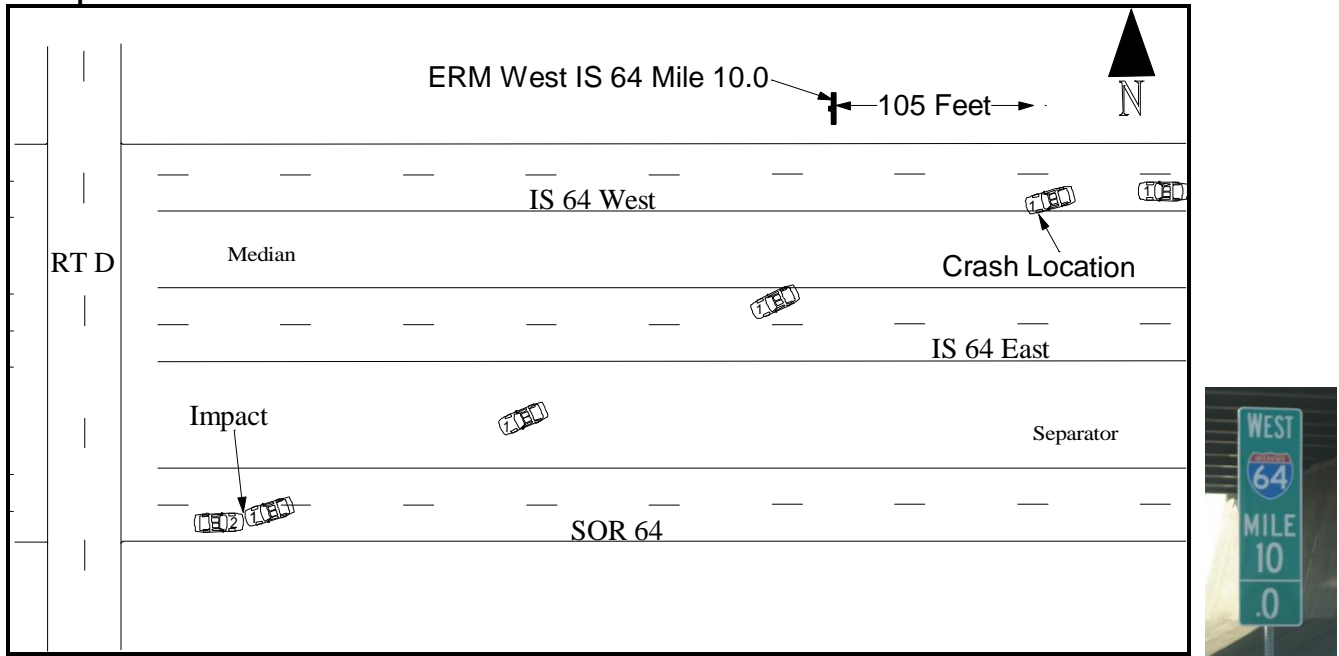 ERM West IS 64 Mile 10.0
105 Feet
N
IS 64 West
1
1
RT D
Median
Crash Location
1
IS 64 East
Impact
1
Separator
2
1
SOR 64
WEST
INTERSTATE
64
MILE
10
.0